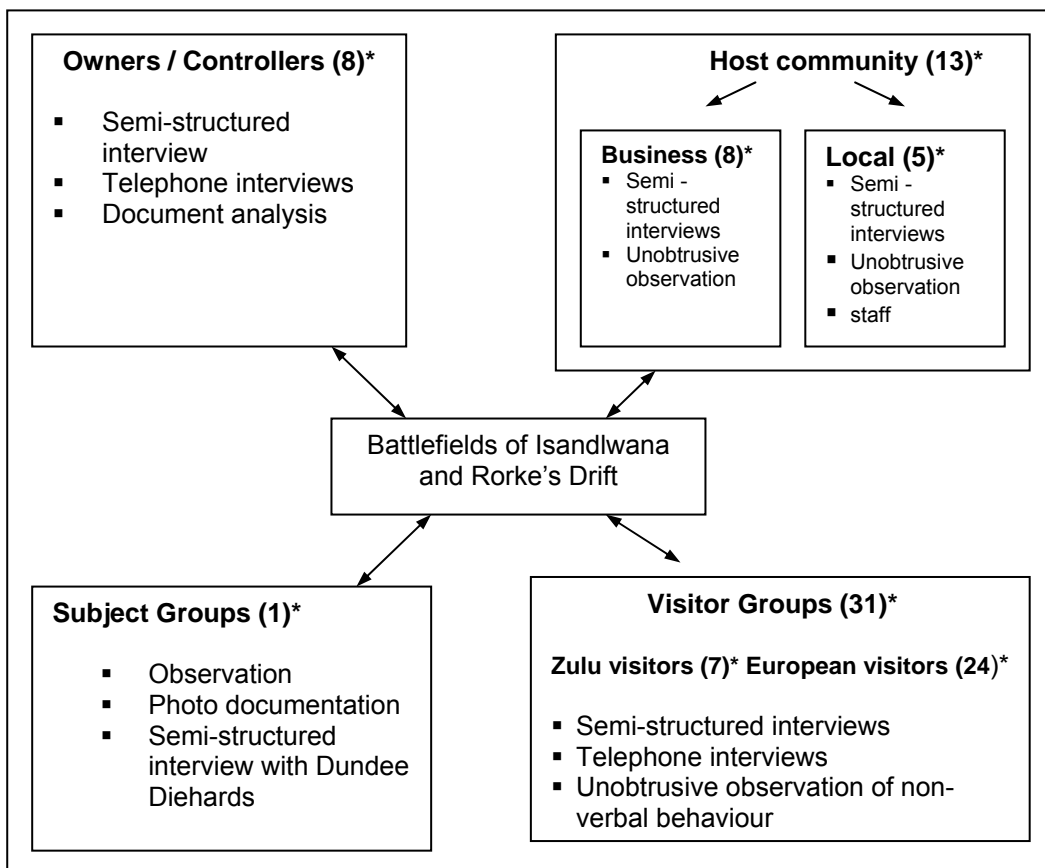 Owners / Controllers (8)*
▪ Semi-structured
interview
▪ Telephone interviews
▪ Document analysis
Host community (13)*
Business (8)*
▪ Semi -
structured
interviews
▪ Unobtrusive
observation
Local (5)*
▪ Semi -
structured
interviews
▪ Unobtrusive
observation
▪ staff
Battlefields of Isandlwana
and Rorke’s Drift
Subject Groups (1)*
▪ Observation
▪ Photo documentation
▪ Semi-structured
interview with Dundee
Diehards
Visitor Groups (31)*
Zulu visitors (7)* European visitors (24)*
▪ Semi-structured interviews
▪ Telephone interviews
▪ Unobtrusive observation of non-
verbal behaviour